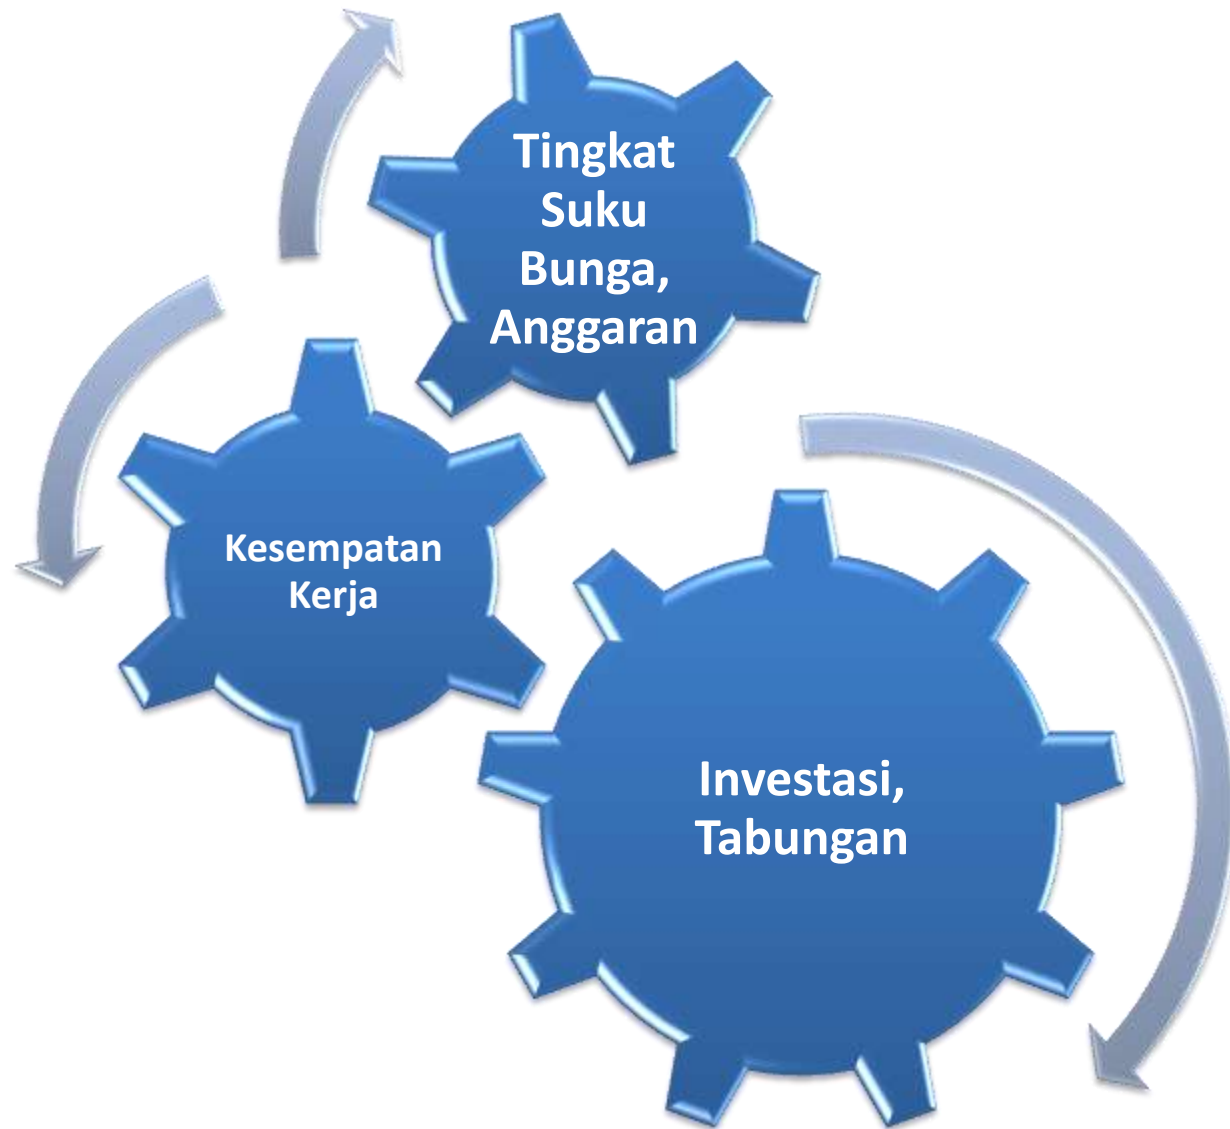 Tingkat
Suku
Bunga,
Anggaran
Kesempatan
Kerja
Investasi,
Tabungan